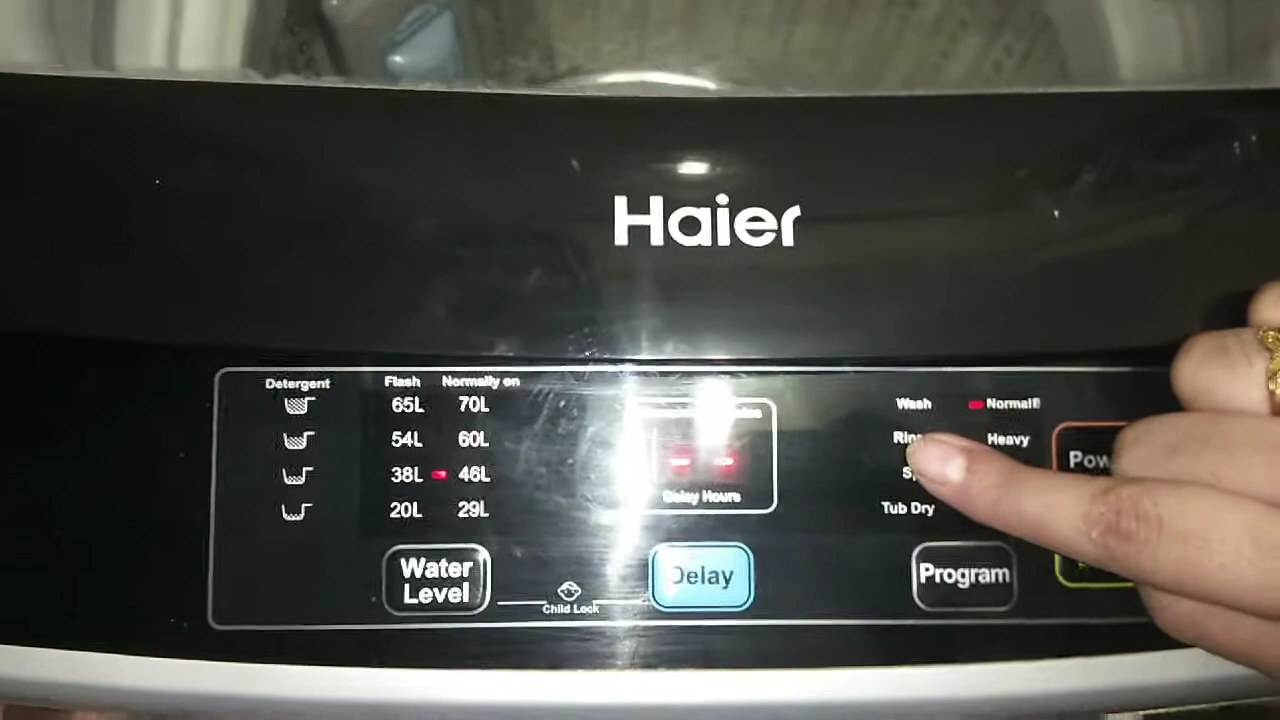 Haier
Detergent
Flash Normally on
65L 70L
54L 60L
38L 46L
20L 29L
Delay Hours
Wash Normal
Heavy
Tub Dry
Water
Level
Child Lock
Delay
Program